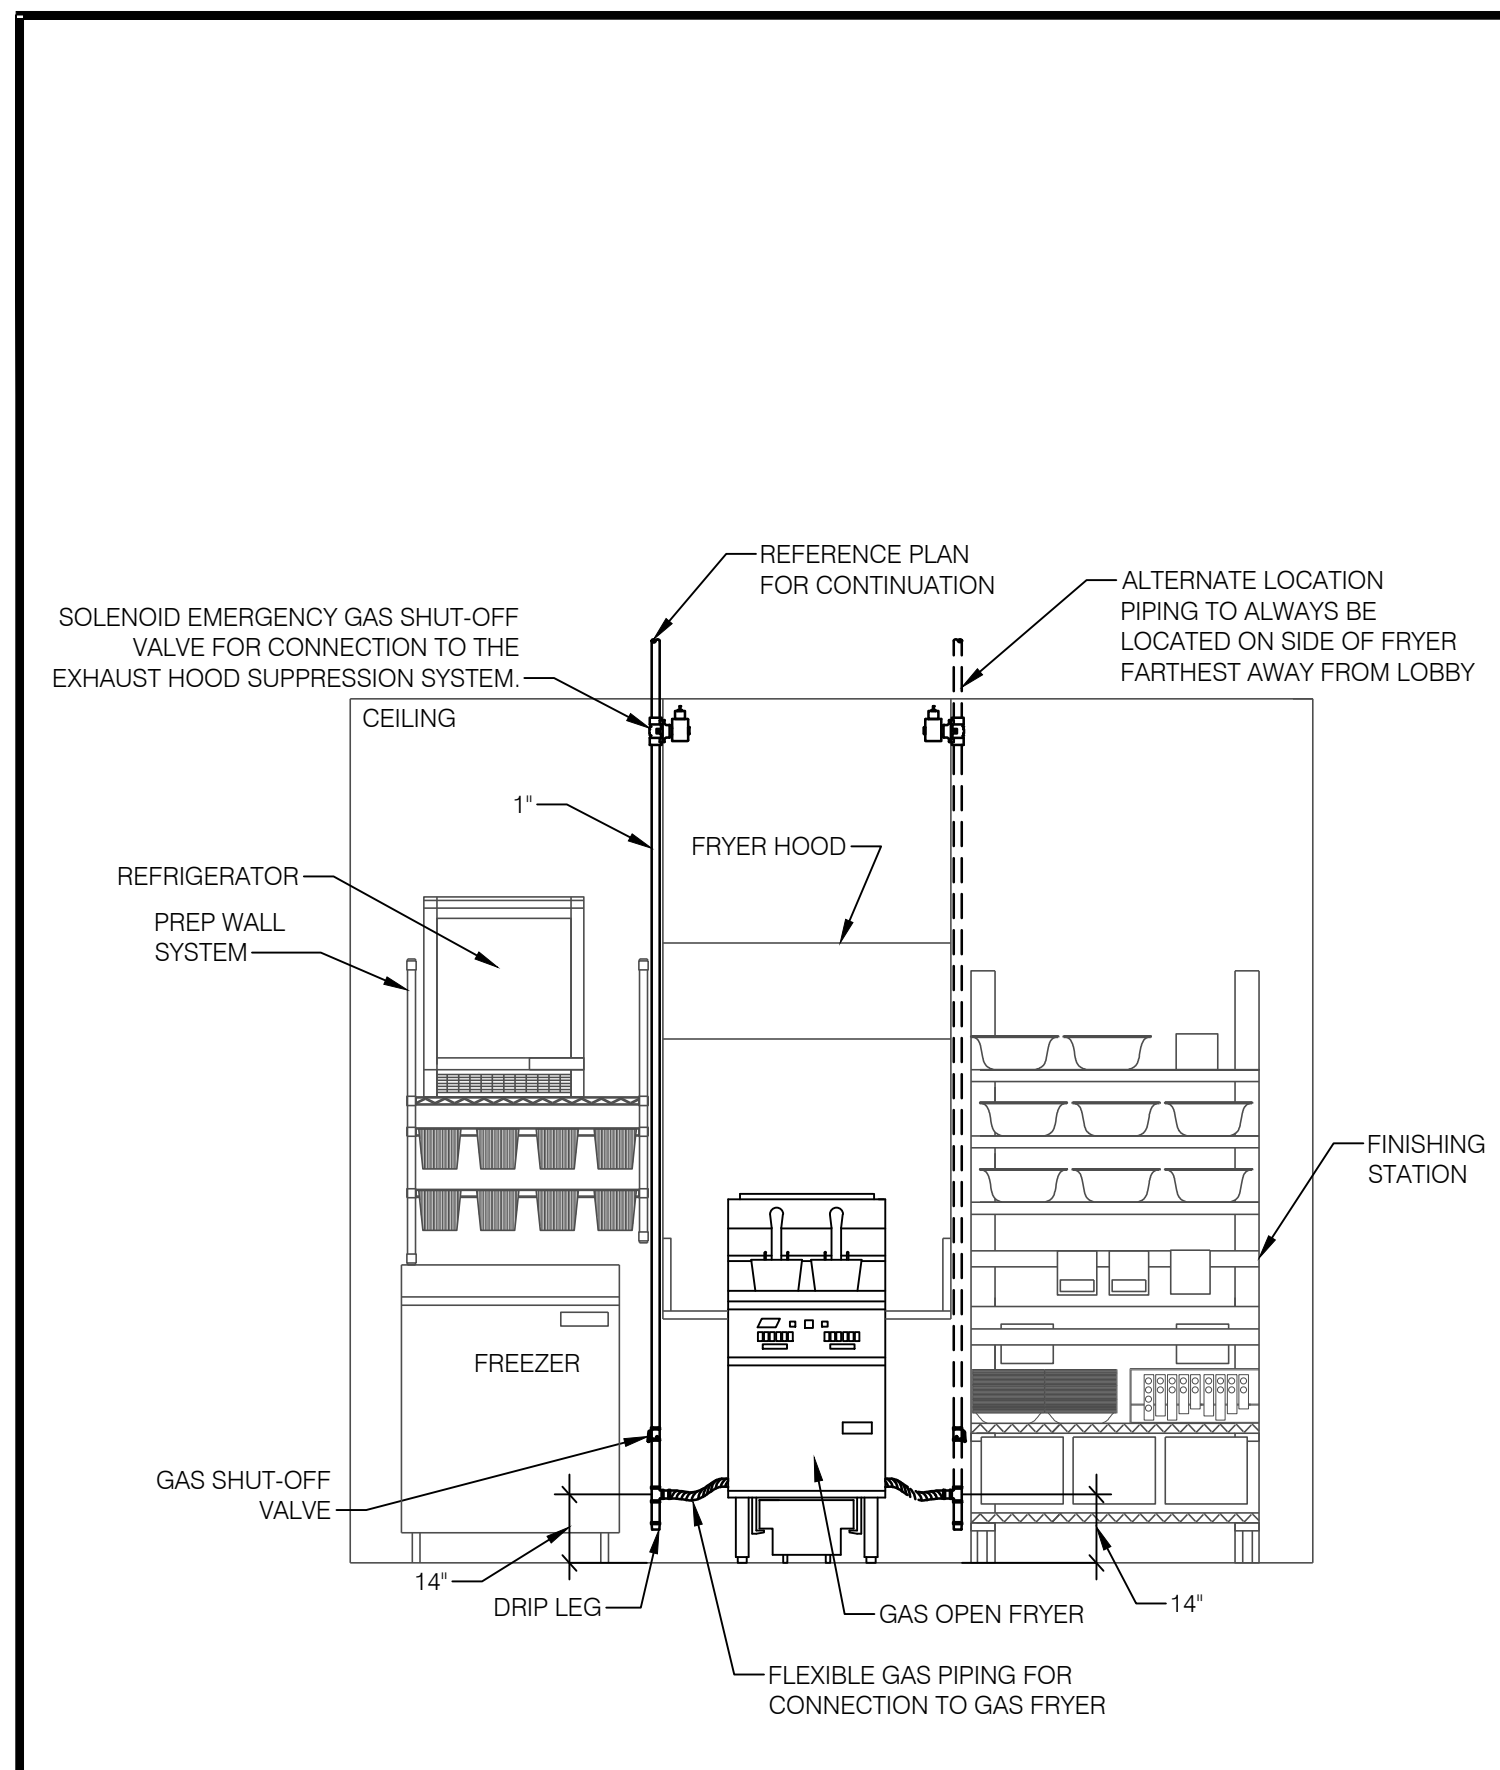 REFERENCE PLAN
FOR CONTINUATION
ALTERNATE LOCATION
PIPING TO ALWAYS BE
LOCATED ON SIDE OF FRYER
FARTHEST AWAY FROM LOBBY
SOLENOID EMERGENCY GAS SHUT-OFF
VALVE FOR CONNECTION TO THE
EXHAUST HOOD SUPPRESSION SYSTEM.
CEILING
1"
FRYER HOOD
REFRIGERATOR
PREP WALL
SYSTEM
FINISHING
STATION
FREEZER
GAS SHUT-OFF
VALVE
14"
DRIP LEG
14"
GAS OPEN FRYER
FLEXIBLE GAS PIPING FOR
CONNECTION TO GAS FRYER